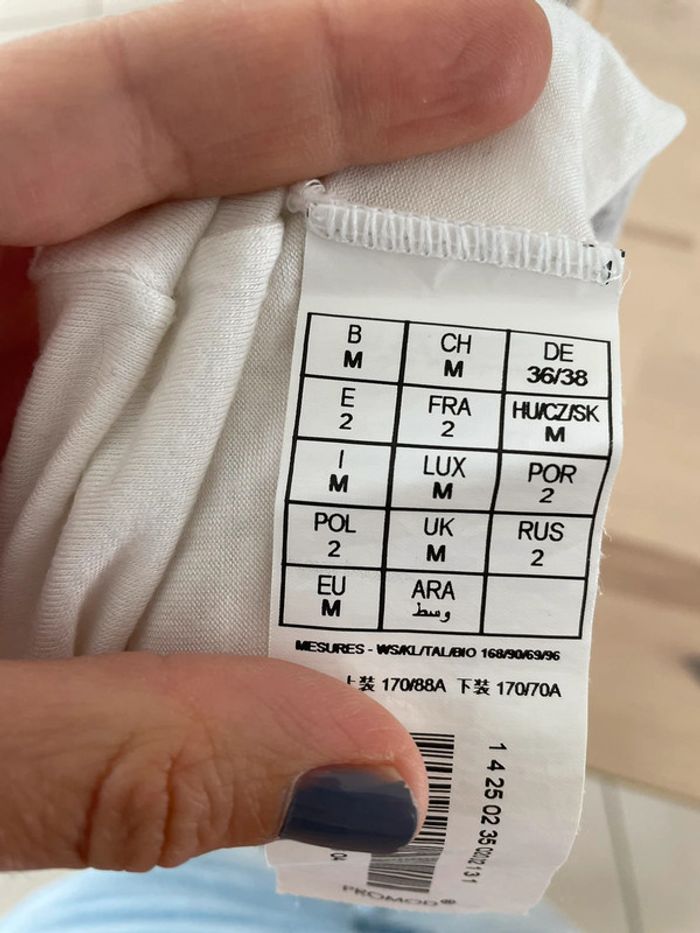 B CH DE
M M 36/38
E FRA HU/CZ/SK
2 2 M
I LUX POR
M M 2
POL UK RUS
2 M 2
EU ARA
M وسط
MESURES - WS/KL/TAL/BIO 168/90/69/96
上装 170/88A 下装 170/70A
1 4 25 02 35
PROMOD®